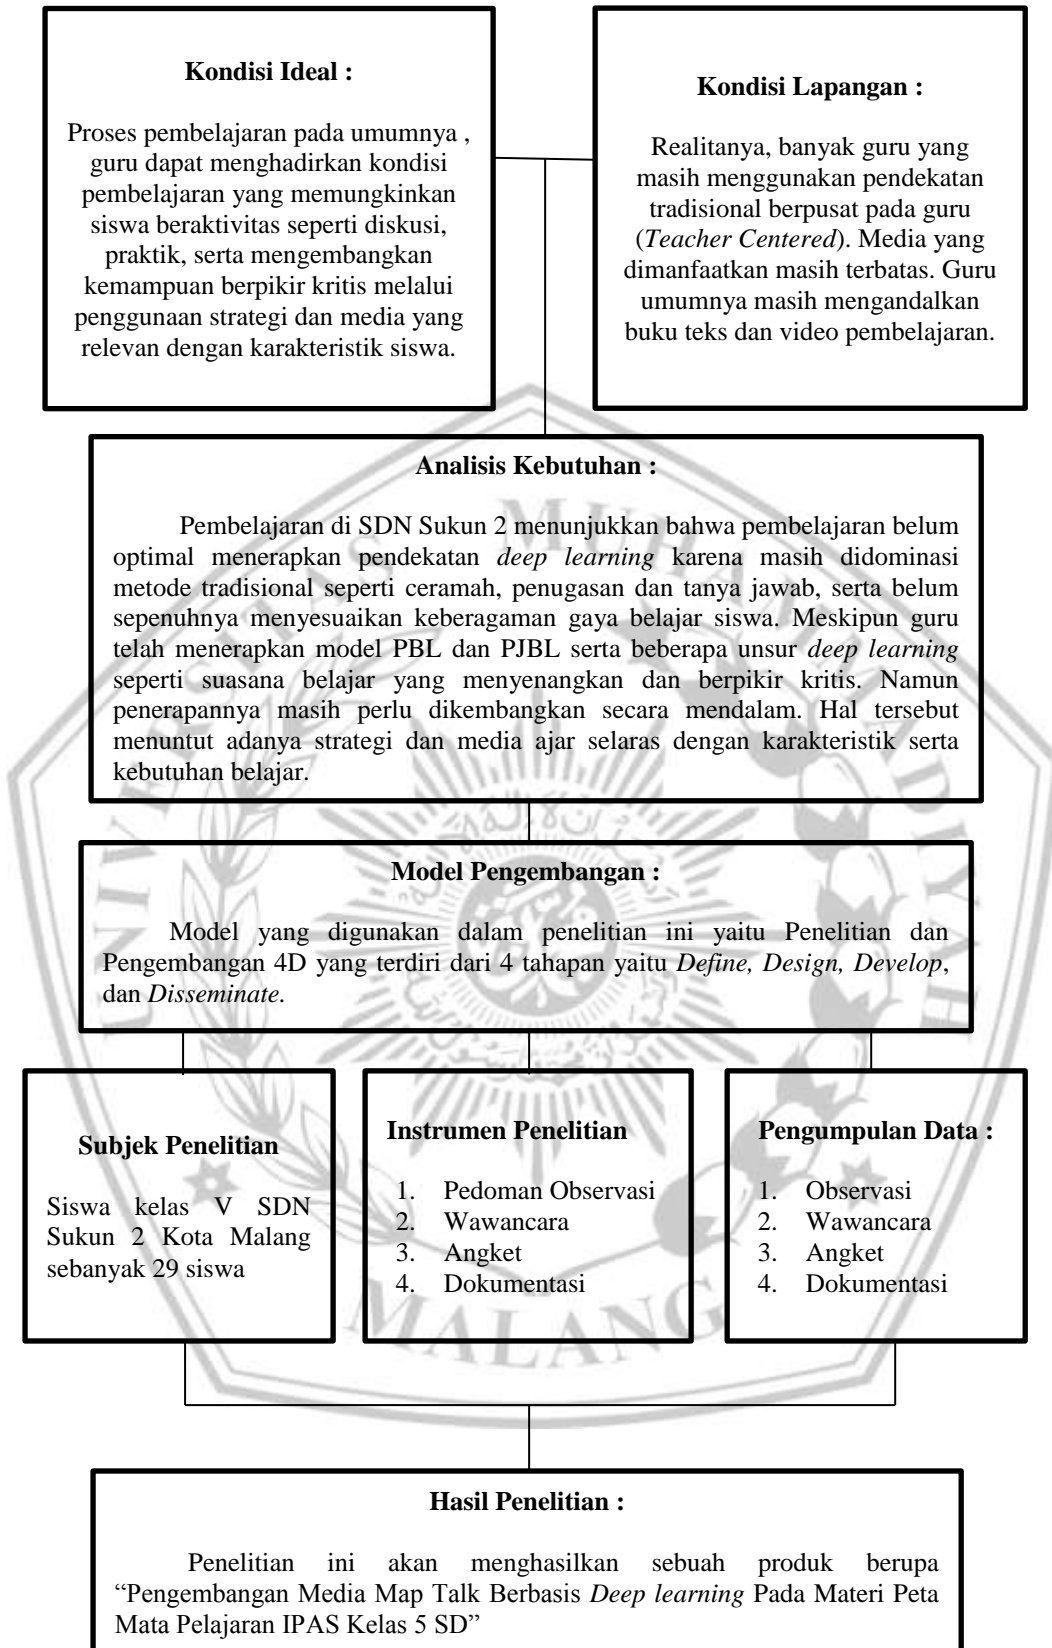 Kondisi Ideal :
Proses pembelajaran pada umumnya ,
guru dapat menghadirkan kondisi
pembelajaran yang memungkinkan
siswa beraktivitas seperti diskusi,
praktik, serta mengembangkan
kemampuan berpikir kritis melalui
penggunaan strategi dan media yang
relevan dengan karakteristik siswa.
Kondisi Lapangan :
Realitanya, banyak guru yang
masih menggunakan pendekatan
tradisional berpusat pada guru
(Teacher Centered). Media yang
dimanfaatkan masih terbatas. Guru
umumnya masih mengandalkan
buku teks dan video pembelajaran.
Analisis Kebutuhan :
Pembelajaran di SDN Sukun 2 menunjukkan bahwa pembelajaran belum
optimal menerapkan pendekatan deep learning karena masih didominasi
metode tradisional seperti ceramah, penugasan dan tanya jawab, serta belum
sepenuhnya menyesuaikan keberagaman gaya belajar siswa. Meskipun guru
telah menerapkan model PBL dan PJBL serta beberapa unsur deep learning
seperti suasana belajar yang menyenangkan dan berpikir kritis. Namun
penerapannya masih perlu dikembangkan secara mendalam. Hal tersebut
menuntut adanya strategi dan media ajar selaras dengan karakteristik serta
kebutuhan belajar.
Model Pengembangan :
Model yang digunakan dalam penelitian ini yaitu Penelitian dan
Pengembangan 4D yang terdiri dari 4 tahapan yaitu Define, Design, Develop,
dan Disseminate.
Subjek Penelitian
Siswa kelas V SDN
Sukun 2 Kota Malang
sebanyak 29 siswa
Instrumen Penelitian
1. Pedoman Observasi
2. Wawancara
3. Angket
4. Dokumentasi
Pengumpulan Data :
1. Observasi
2. Wawancara
3. Angket
4. Dokumentasi
Hasil Penelitian :
Penelitian ini akan menghasilkan sebuah produk berupa
“Pengembangan Media Map Talk Berbasis Deep learning Pada Materi Peta
Mata Pelajaran IPAS Kelas 5 SD”
UNIVERSITAS MUHAMMADIYAH
MALANG